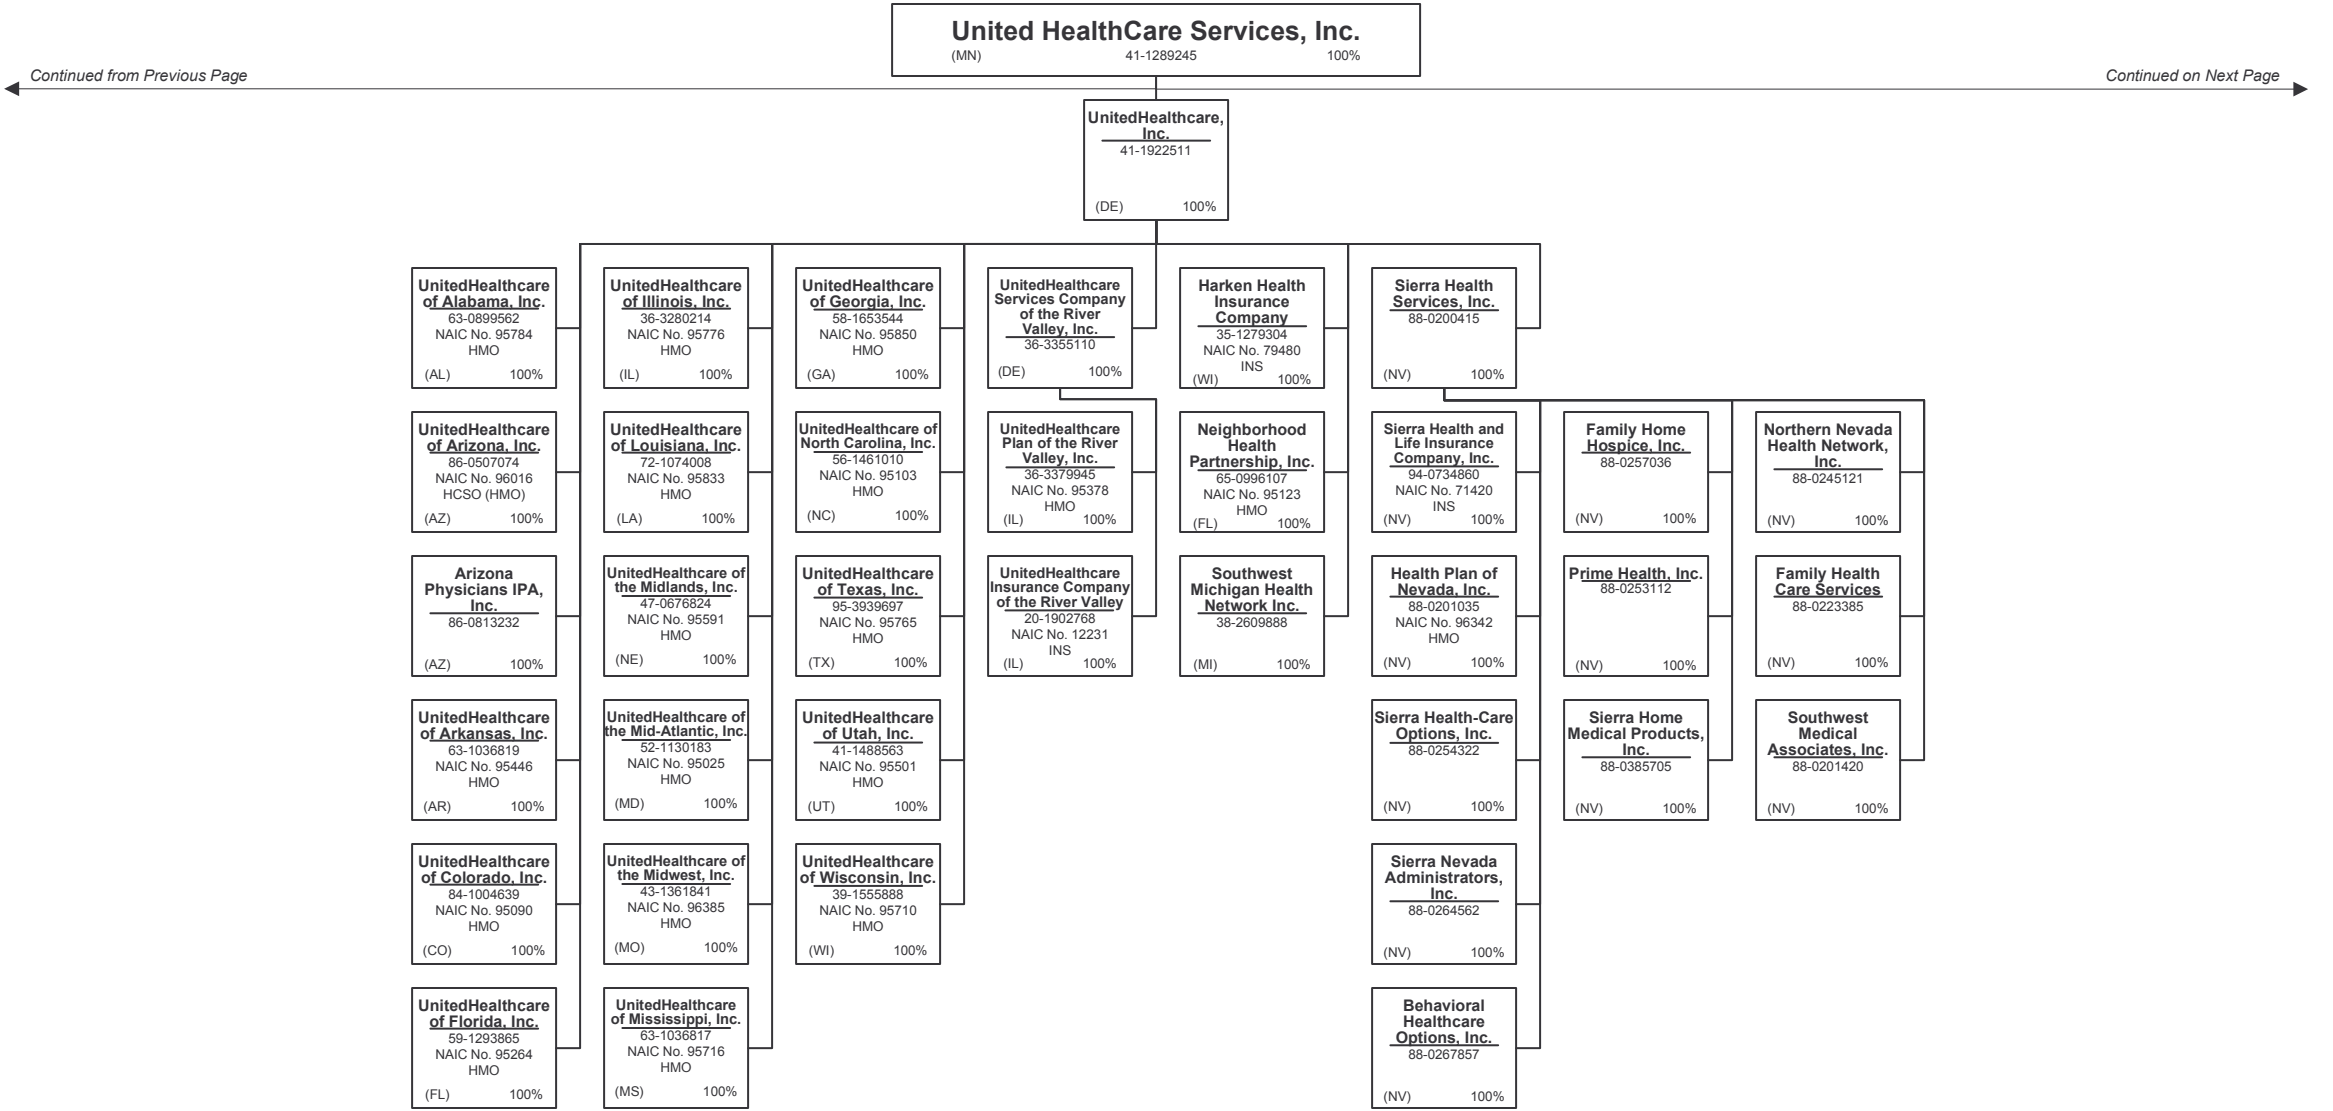 United HealthCare Services, Inc.
(MN) 41-1289245 100%
Continued from Previous Page
Continued on Next Page
UnitedHealthcare,
Inc.
41-1922511
(DE) 100%
UnitedHealthcare
of Alabama, Inc.
63-0899562
NAIC No. 95784
HMO
(AL) 100%
UnitedHealthcare
of Illinois, Inc.
36-3280214
NAIC No. 95776
HMO
(IL) 100%
UnitedHealthcare
of Georgia, Inc.
58-1653544
NAIC No. 95850
HMO
(GA) 100%
UnitedHealthcare
Services Company
of the River
Valley, Inc.
36-3355110
(DE) 100%
Harken Health
Insurance
Company
35-1279304
NAIC No. 79480
INS
(WI) 100%
Sierra Health
Services, Inc.
88-0200415
(NV) 100%
UnitedHealthcare
of Arizona, Inc.
86-0507074
NAIC No. 96016
HCSO (HMO)
(AZ) 100%
UnitedHealthcare
of Louisiana, Inc.
72-1074008
NAIC No. 95833
HMO
(LA) 100%
UnitedHealthcare of
North Carolina, Inc.
56-1461010
NAIC No. 95103
HMO
(NC) 100%
UnitedHealthcare
Plan of the River
Valley, Inc.
36-3379945
NAIC No. 95378
HMO
(IL) 100%
Neighborhood
Health
Partnership, Inc.
65-0996107
NAIC No. 95123
HMO
(FL) 100%
Sierra Health and
Life Insurance
Company, Inc.
94-0734860
NAIC No. 71420
INS
(NV) 100%
Family Home
Hospice, Inc.
88-0257036
(NV) 100%
Northern Nevada
Health Network,
Inc.
88-0245121
(NV) 100%
Arizona
Physicians IPA,
Inc.
86-0813232
(AZ) 100%
UnitedHealthcare of
the Midlands, Inc.
47-0676824
NAIC No. 95591
HMO
(NE) 100%
UnitedHealthcare
of Texas, Inc.
95-3939697
NAIC No. 95765
HMO
(TX) 100%
UnitedHealthcare
Insurance Company
of the River Valley
20-1902768
NAIC No. 12231
INS
(IL) 100%
Southwest
Michigan Health
Network Inc.
38-2609888
(MI) 100%
Health Plan of
Nevada, Inc.
88-0201035
NAIC No. 96342
HMO
(NV) 100%
Prime Health, Inc.
88-0253112
(NV) 100%
Family Health
Care Services
88-0223385
(NV) 100%
UnitedHealthcare
of Arkansas, Inc.
63-1036819
NAIC No. 95446
HMO
(AR) 100%
UnitedHealthcare of
the Mid-Atlantic, Inc.
52-1130183
NAIC No. 95025
HMO
(MD) 100%
UnitedHealthcare
of Utah, Inc.
41-1488563
NAIC No. 95501
HMO
(UT) 100%
Sierra Health-Care
Options, Inc.
88-0254322
(NV) 100%
Sierra Home
Medical Products,
Inc.
88-0385705
(NV) 100%
Southwest
Medical
Associates, Inc.
88-0201420
(NV) 100%
UnitedHealthcare
of Colorado, Inc.
84-1004639
NAIC No. 95090
HMO
(CO) 100%
UnitedHealthcare of
the Midwest, Inc.
43-1361841
NAIC No. 96385
HMO
(MO) 100%
UnitedHealthcare
of Wisconsin, Inc.
39-1555888
NAIC No. 95710
HMO
(WI) 100%
Sierra Nevada
Administrators,
Inc.
88-0264562
(NV) 100%
UnitedHealthcare
of Florida, Inc.
59-1293865
NAIC No. 95264
HMO
(FL) 100%
UnitedHealthcare
of Mississippi, Inc.
63-1036817
NAIC No. 95716
HMO
(MS) 100%
Behavioral
Healthcare
Options, Inc.
88-0267857
(NV) 100%